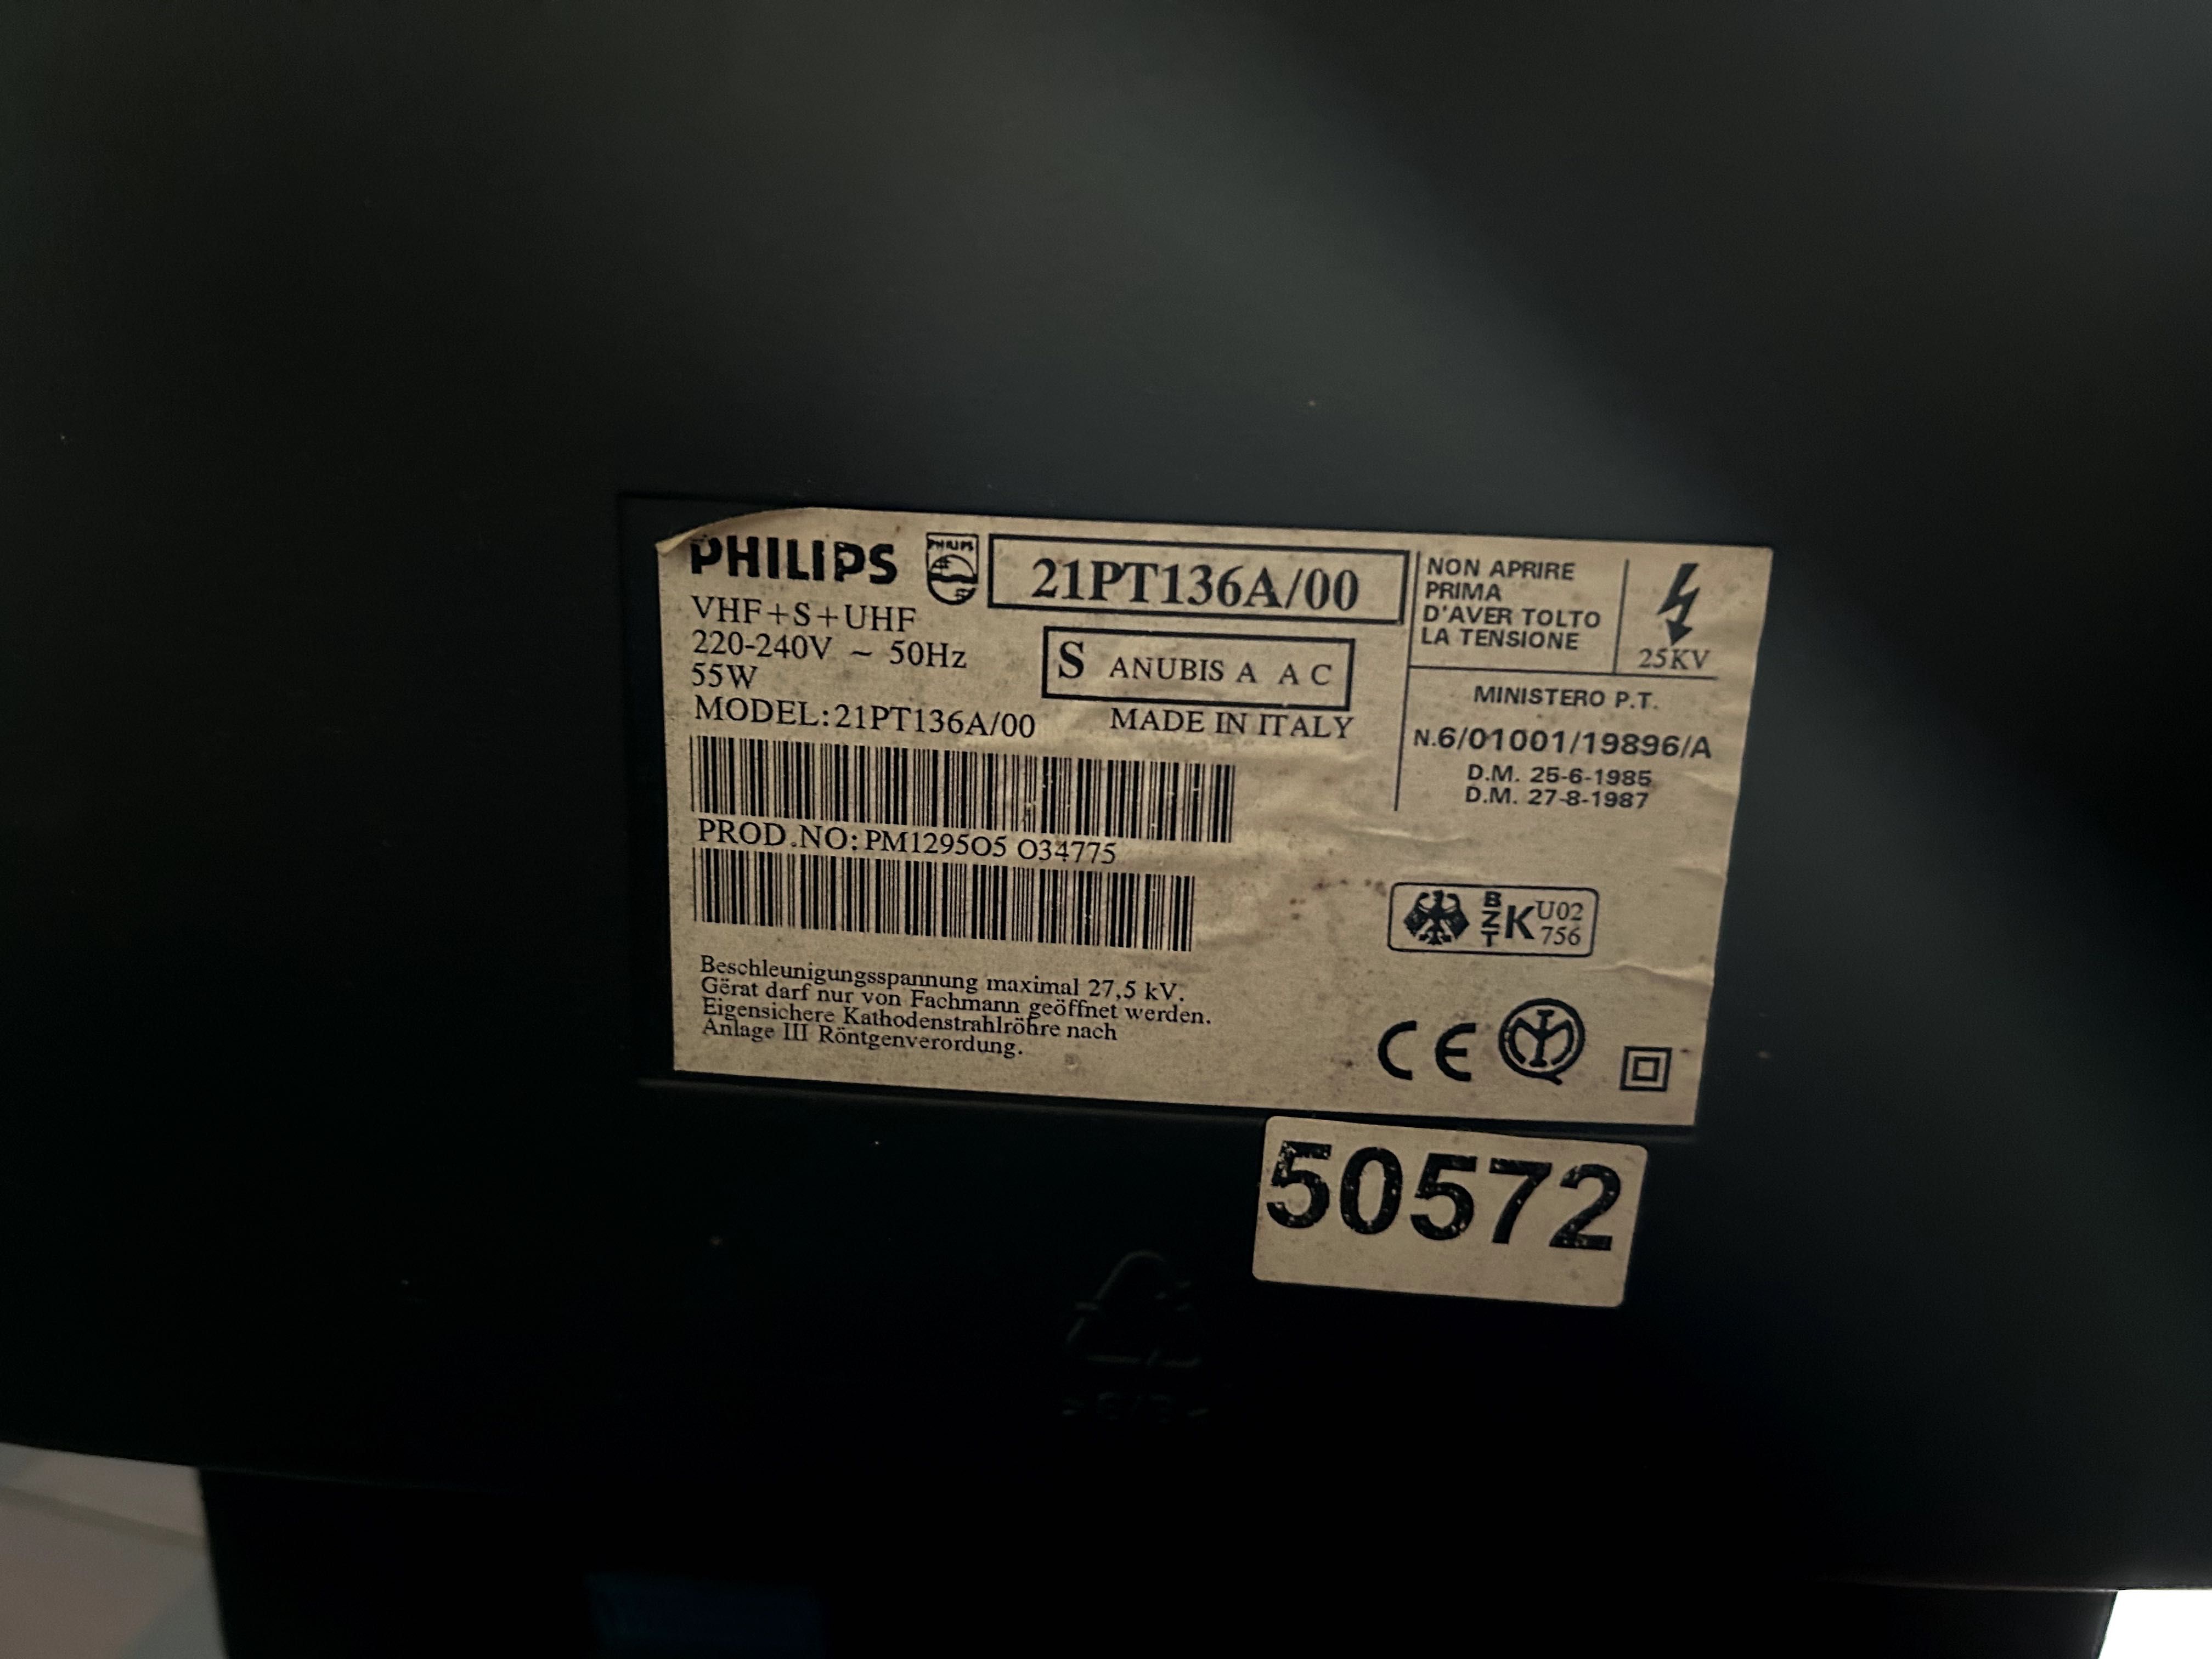 PHILIPS
PHILIPS
21PT136A/00
VHF+S+UHF
220-240V ~ 50Hz
55W
S ANUBIS A A C
MODEL:21PT136A/00
MADE IN ITALY
PROD.NO: PM129505 034775
Beschleunigungsspannung maximal 27,5 kV.
Gërat darf nur von Fachmann geöffnet werden.
Eigensichere Kathodenstrahlröhre nach
Anlage III Röntgenverordung.
NON APRIRE
PRIMA
D'AVER TOLTO
LA TENSIONE
25KV
MINISTERO P.T.
N.6/01001/19896/A
D.M. 25-6-1985
D.M. 27-8-1987
BZT K U02
756
CE
50572